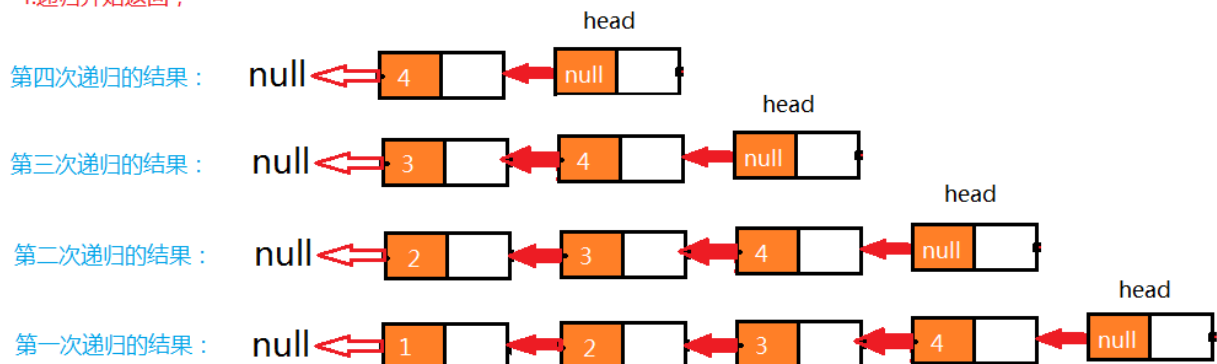 head
第四次递归的结果： null 4 null
head
第三次递归的结果： null 3 4 null
head
第二次递归的结果： null 2 3 4 null
head
第一次递归的结果： null 1 2 3 4 null